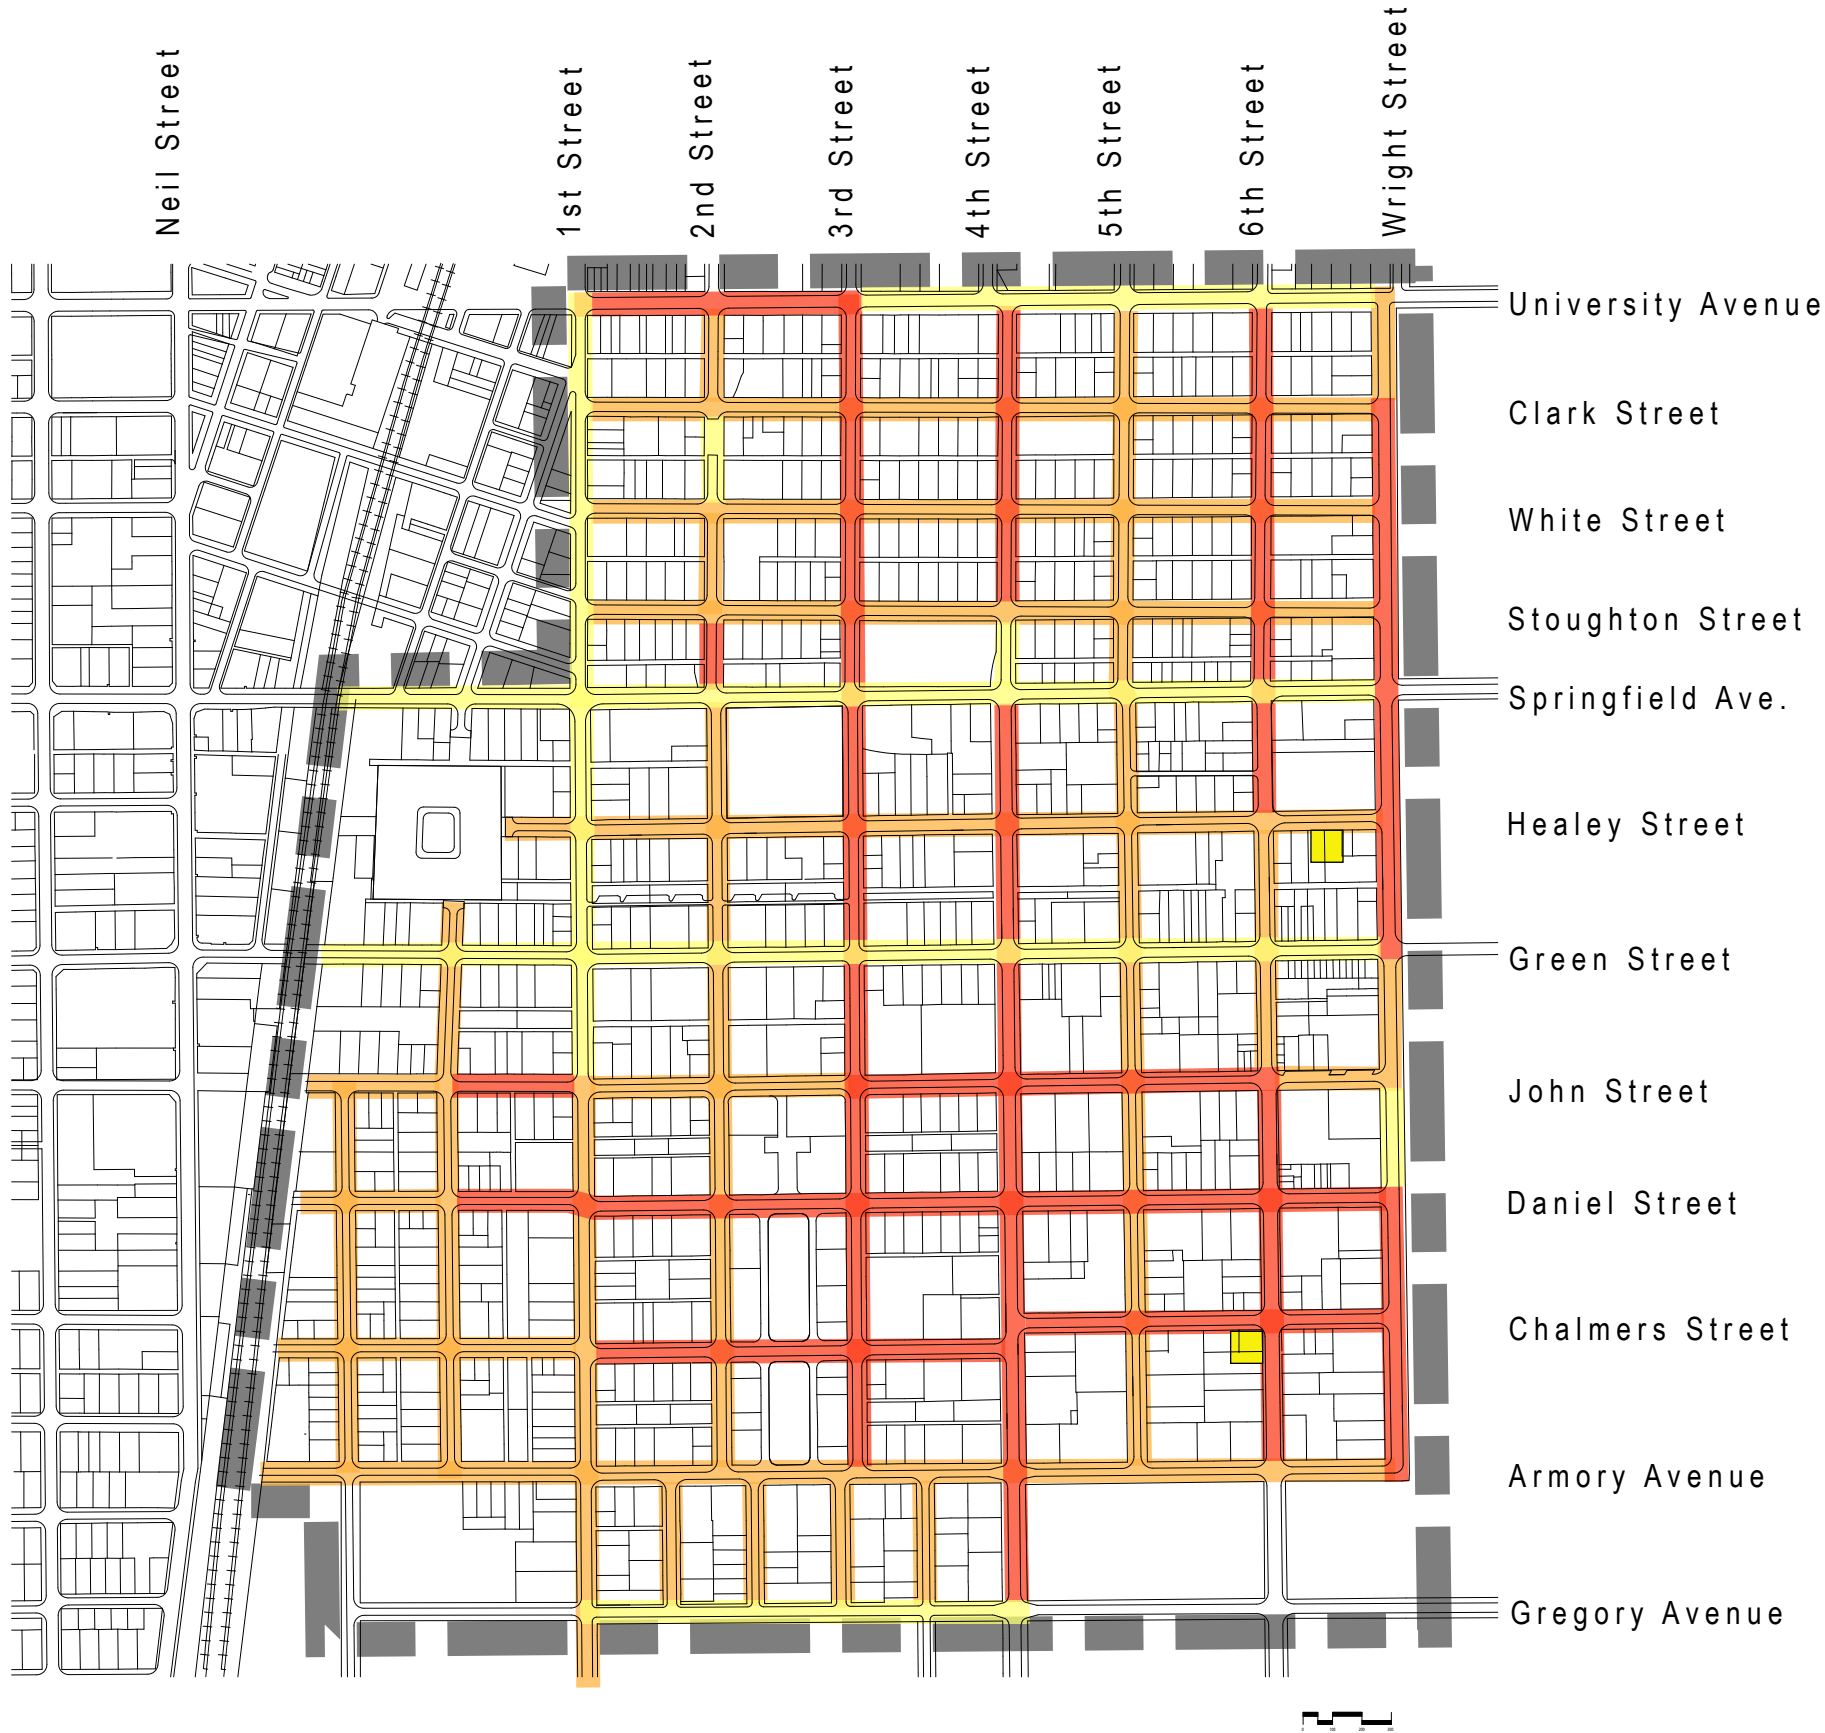 Neil Street
1st Street
2nd Street
3rd Street
4th Street
5th Street
6th Street
Wright Street
University Avenue
Clark Street
White Street
Stoughton Street
Springfield Ave.
Healey Street
Green Street
John Street
Daniel Street
Chalmers Street
Armory Avenue
Gregory Avenue